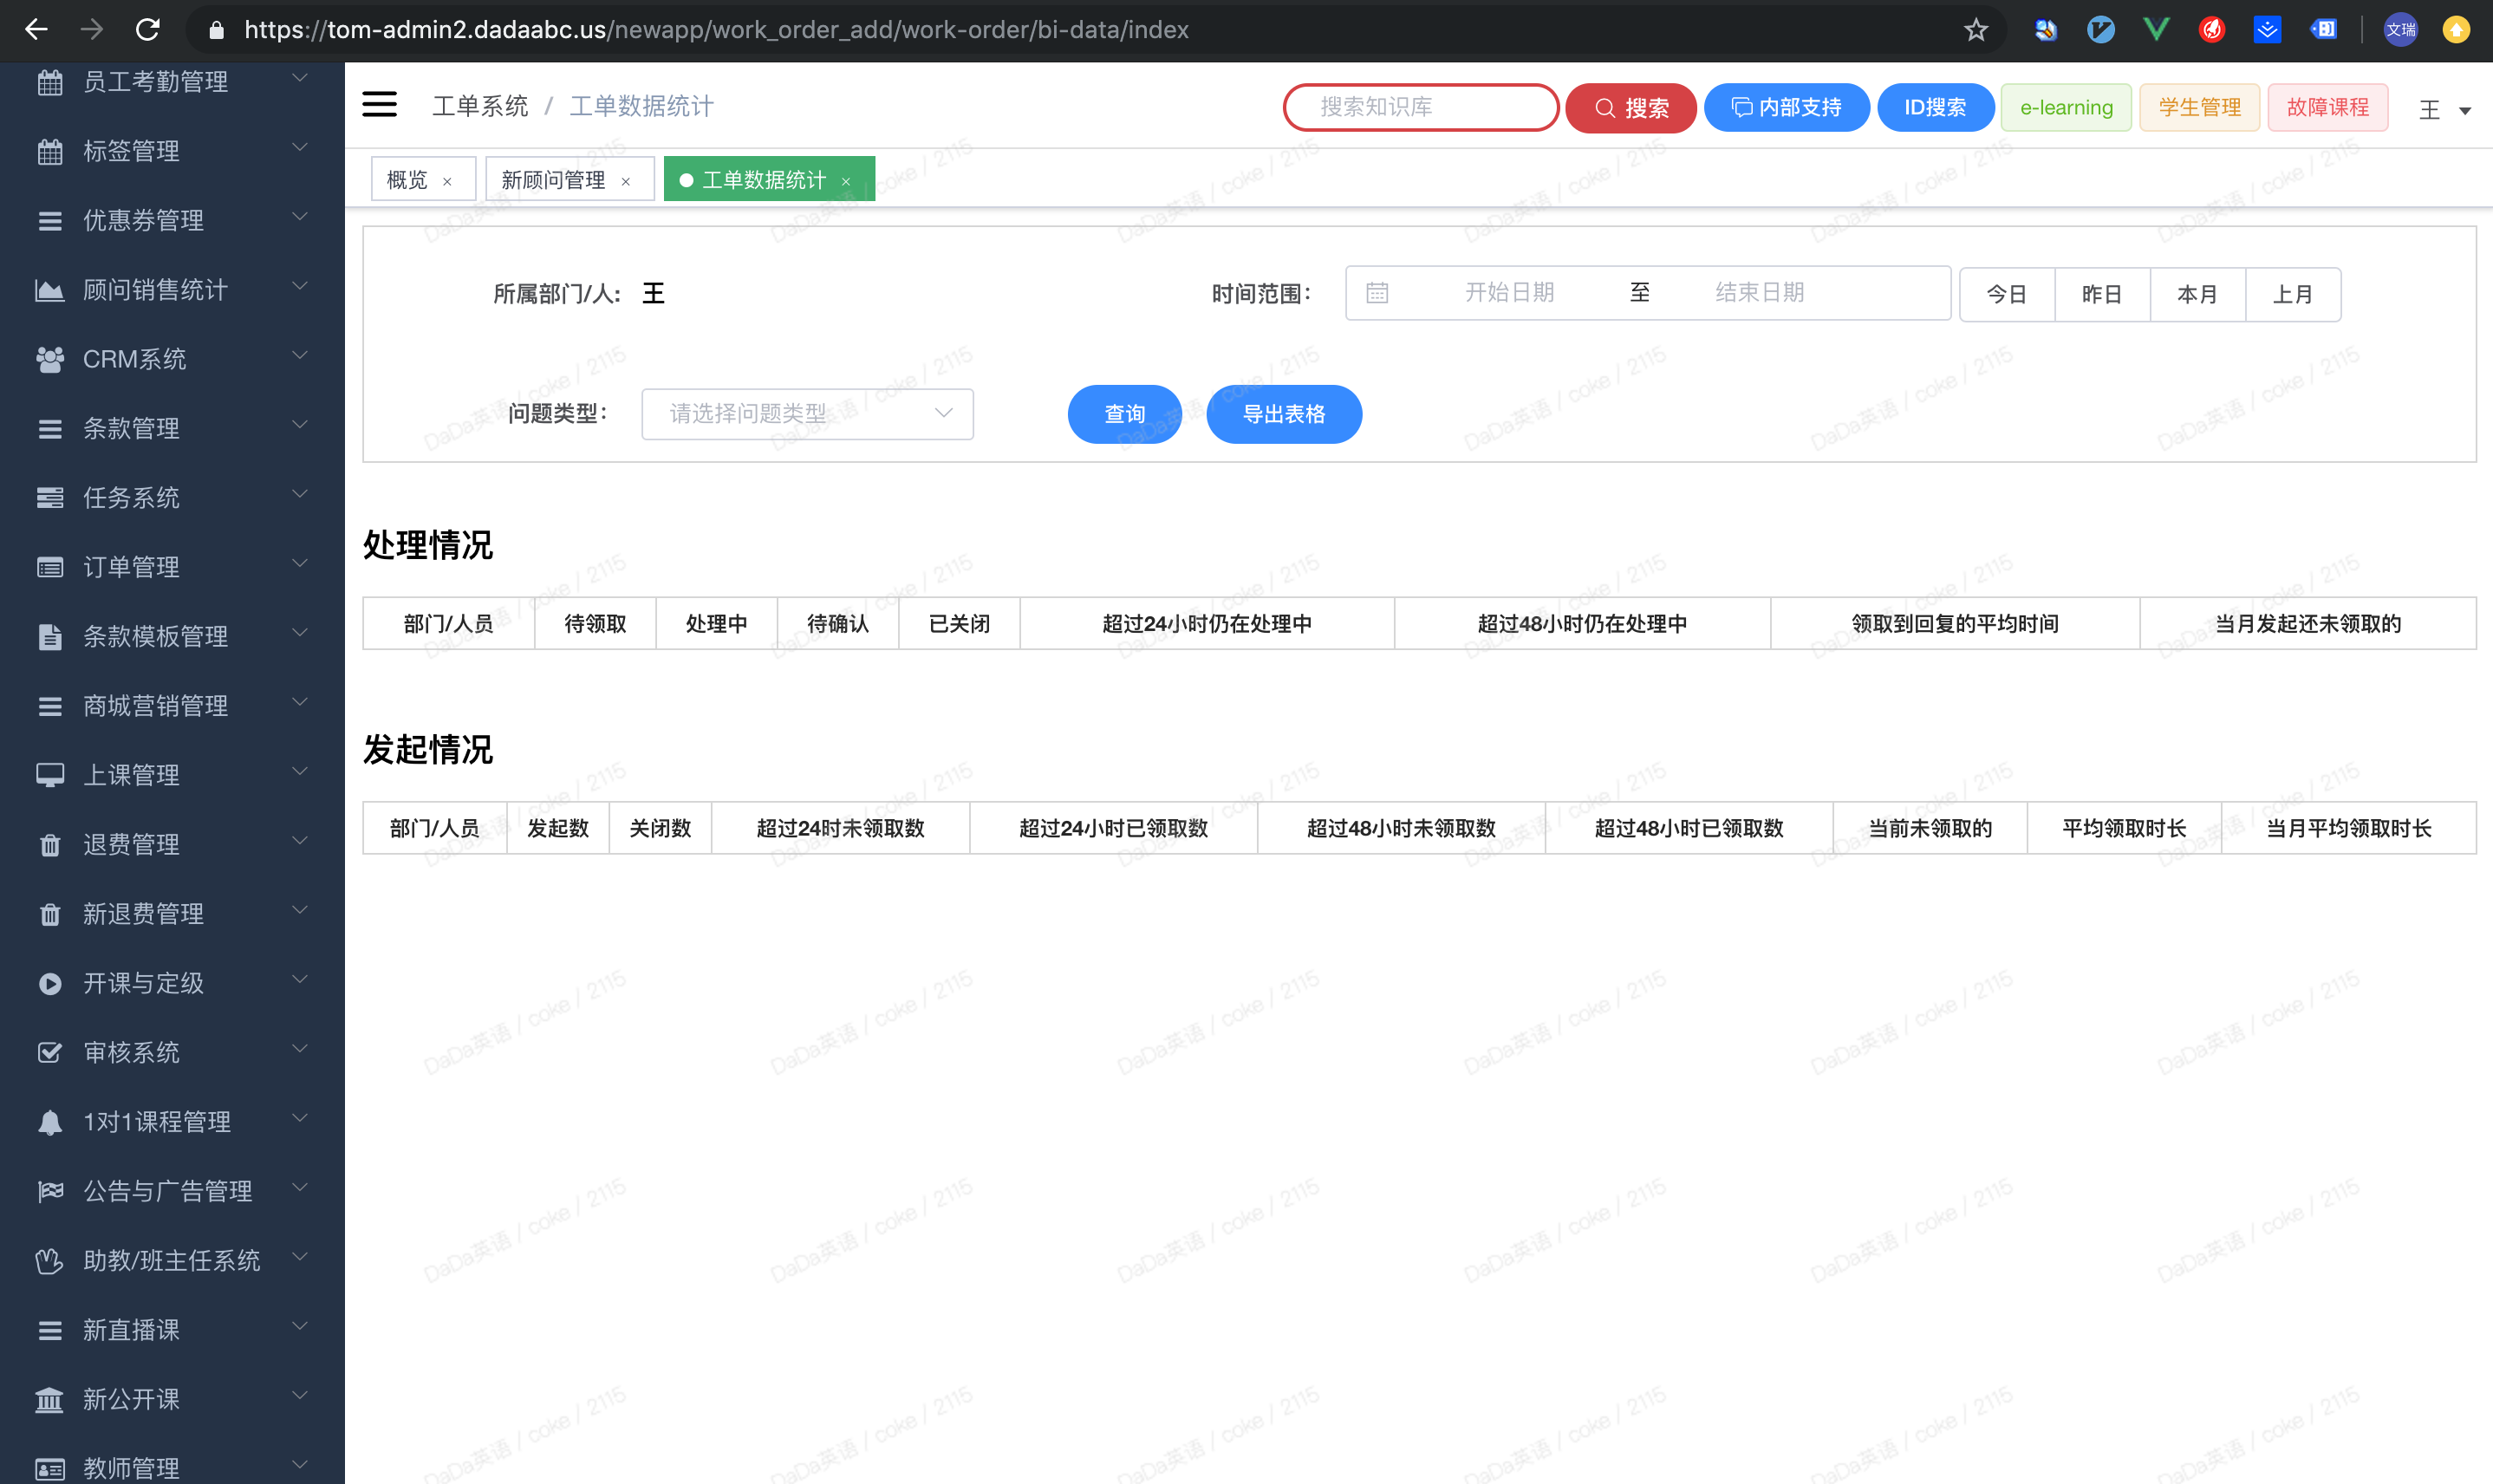 https://tom-admin2.dadaabc.us/newapp/work_order_add/work-order/bi-data/index
文瑞
员工考勤管理
标签管理
优惠券管理
顾问销售统计
CRM系统
条款管理
任务系统
订单管理
条款模板管理
商城营销管理
上课管理
退费管理
新退费管理
开课与定级
审核系统
1对1课程管理
公告与广告管理
助教/班主任系统
新直播课
新公开课
教师管理
工单系统 / 工单数据统计
搜索知识库 搜索 内部支持 ID搜索 e-learning 学生管理 故障课程 王
概览 × 新顾问管理 × 工单数据统计 ×
所属部门/人: 王 时间范围: 开始日期 至 结束日期 今日 昨日 本月 上月
问题类型: 请选择问题类型 查询 导出表格
处理情况
部门/人员 待领取 处理中 待确认 已关闭 超过24小时仍在处理中 超过48小时仍在处理中 领取到回复的平均时间 当月发起还未领取的
发起情况
部门/人员 发起数 关闭数 超过24时未领取数 超过24小时已领取数 超过48小时未领取数 超过48小时已领取数 当前未领取的 平均领取时长 当月平均领取时长
DaDa英语 / coke / 2115